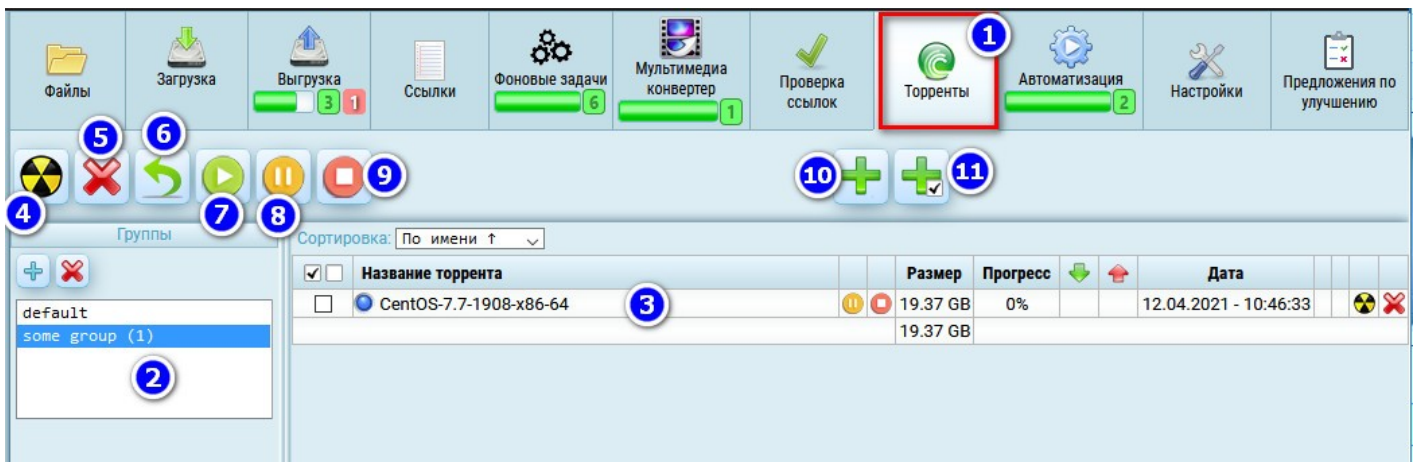 Файлы
Загрузка
Выгрузка
3 1
Ссылки
Фоновые задачи
6
Мультимедиа
конвертер
1
Проверка
ссылок
Торренты
1
Автоматизация
2
Настройки
Предложения по
улучшению
5 6
4 7 8 9 10 11
Группы
default
some group (1)
2
Сортировка: По имени ↑
Название торрента Размер Прогресс Дата
CentOS-7.7-1908-x86-64 3 19.37 GB 0% 12.04.2021 - 10:46:33
19.37 GB